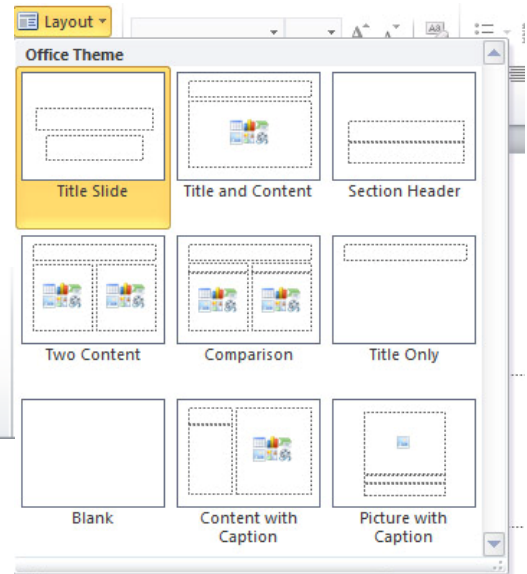 Layout
Office Theme
Title Slide
Title and Content
Section Header
Two Content
Comparison
Title Only
Blank
Content with
Caption
Picture with
Caption